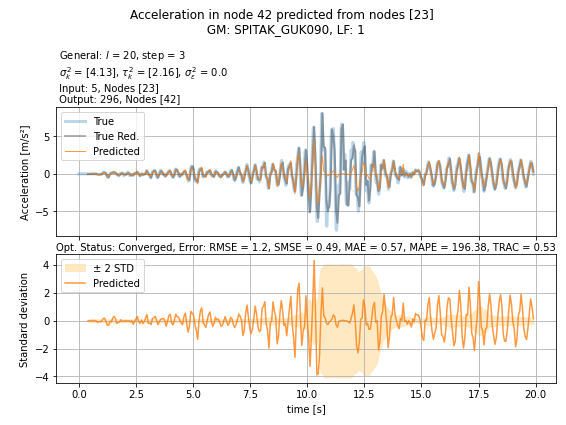 Acceleration in node 42 predicted from nodes [23]
GM: SPITAK_GUK090, LF: 1
General: l = 20, step = 3
σ²ₖ = [4.13], τ²ₖ = [2.16], σ²ε = 0.0
Input: 5, Nodes [23]
Output: 296, Nodes [42]
True
True Red.
Predicted
Acceleration [m/s²]
5
0
−5
Opt. Status: Converged, Error: RMSE = 1.2, SMSE = 0.49, MAE = 0.57, MAPE = 196.38, TRAC = 0.53
± 2 STD
Predicted
Standard deviation
4
2
0
−2
−4
0.0 2.5 5.0 7.5 10.0 12.5 15.0 17.5 20.0
time [s]